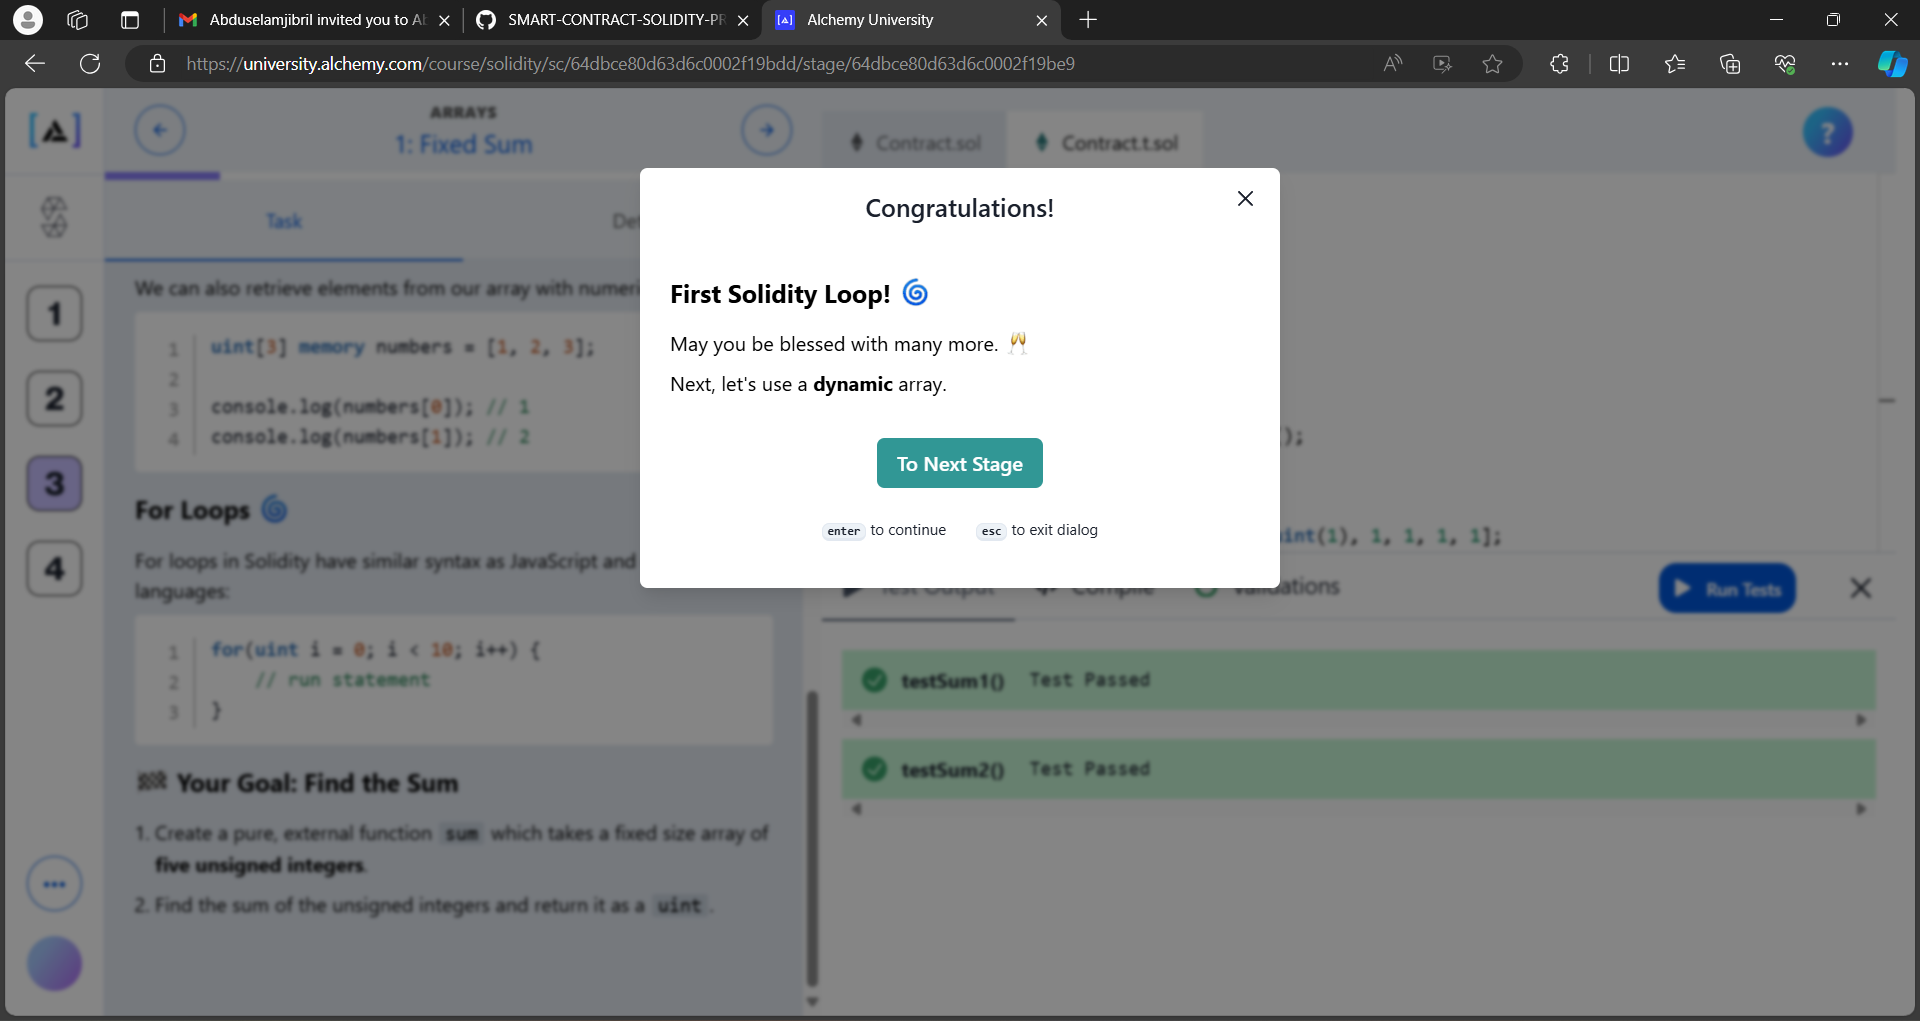 Abduselamjibril invited you to Ab
SMART-CONTRACT-SOLIDITY-PR
Alchemy University
https://university.alchemy.com/course/solidity/sc/64dbce80d63d6c0002f19bdd/stage/64dbce80d63d6c0002f19be9
ARRAYS
1: Fixed Sum
Contract.sol
Contract.t.sol
?
Task
Det
1
2
3
4
We can also retrieve elements from our array with numeri
1 uint[3] memory numbers = [1, 2, 3];
2
3 console.log(numbers[0]); // 1
4 console.log(numbers[1]); // 2
For Loops 🌀
For loops in Solidity have similar syntax as JavaScript and
languages:
1 for(uint i = 0; i < 10; i++) {
2 // run statement
3 }
🏁 Your Goal: Find the Sum
1. Create a pure, external function sum which takes a fixed size array of
five unsigned integers.
2. Find the sum of the unsigned integers and return it as a uint.
Congratulations!
First Solidity Loop! 🌀
May you be blessed with many more. 🥂
Next, let's use a dynamic array.
To Next Stage
enter to continue esc to exit dialog
);
uint(1), 1, 1, 1, 1];
Test Output
Compile
Validations
Run Tests
testSum1() Test Passed
testSum2() Test Passed